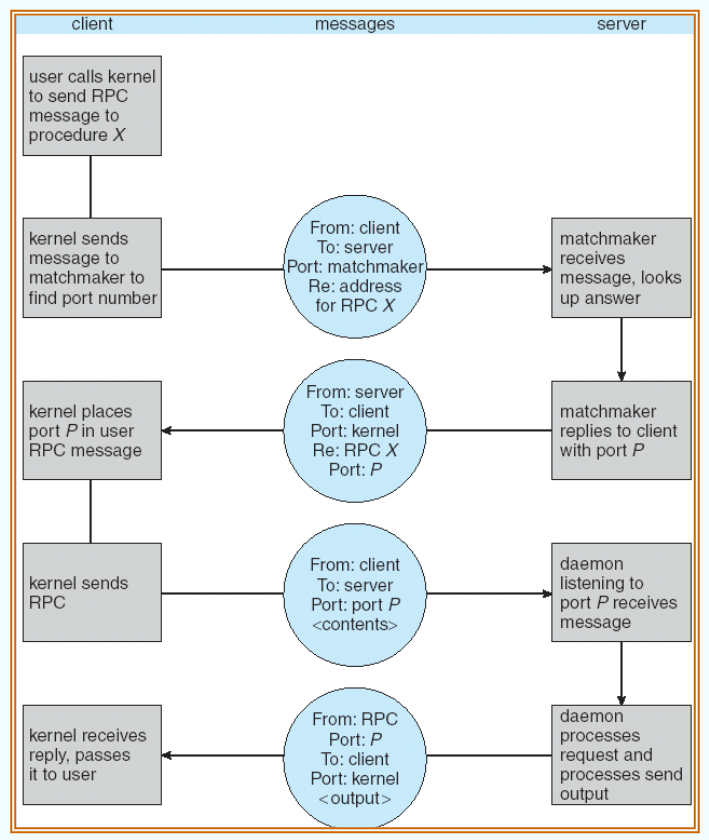 client
messages
server
user calls kernel
to send RPC
message to
procedure X
kernel sends
message to
matchmaker to
find port number
From: client
To: server
Port: matchmaker
Re: address
for RPC X
matchmaker
receives
message, looks
up answer
kernel places
port P in user
RPC message
From: server
To: client
Port: kernel
Re: RPC X
Port: P
matchmaker
replies to client
with port P
kernel sends
RPC
From: client
To: server
Port: port P
<contents>
daemon
listening to
port P receives
message
kernel receives
reply, passes
it to user
From: RPC
Port: P
To: client
Port: kernel
<output>
daemon
processes
request and
processes send
output